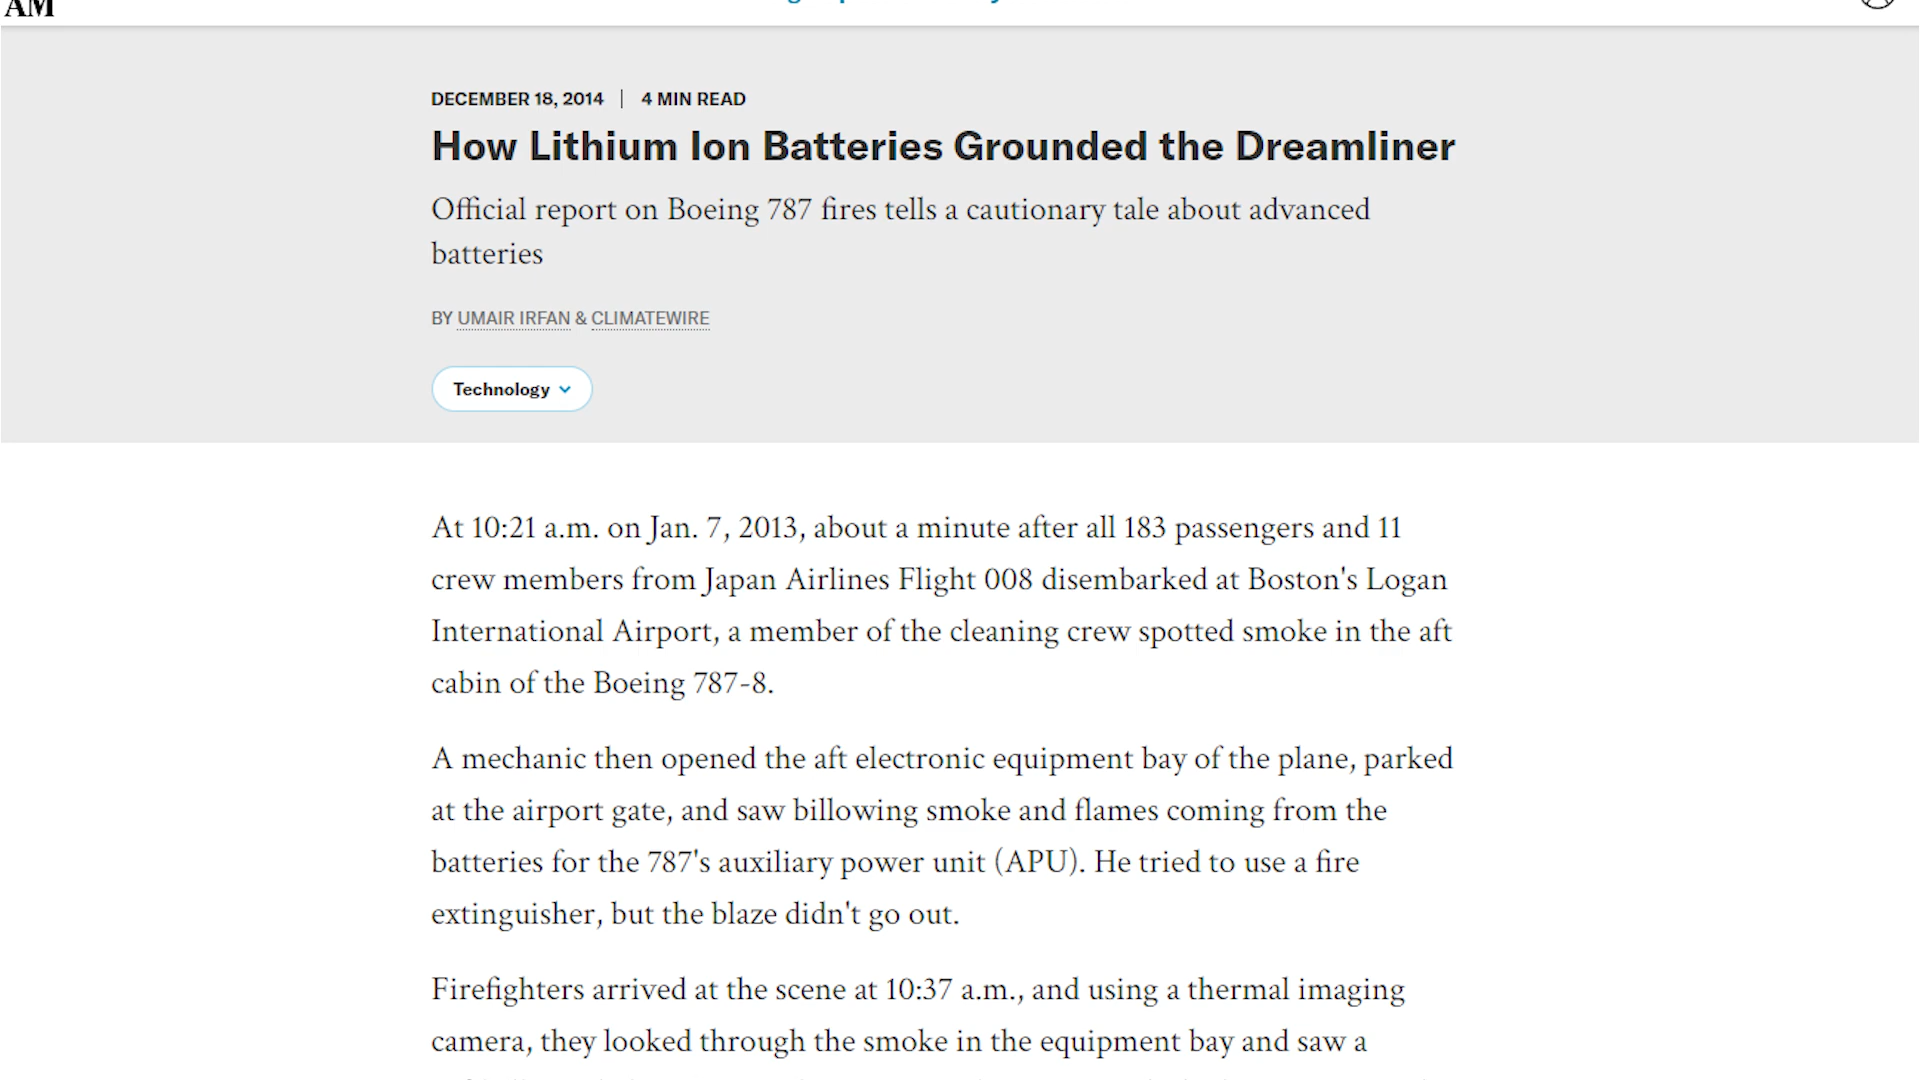 AM
DECEMBER 18, 2014 | 4 MIN READ
How Lithium Ion Batteries Grounded the Dreamliner
Official report on Boeing 787 fires tells a cautionary tale about advanced
batteries
BY UMAIR IRFAN & CLIMATEWIRE
Technology
At 10:21 a.m. on Jan. 7, 2013, about a minute after all 183 passengers and 11
crew members from Japan Airlines Flight 008 disembarked at Boston's Logan
International Airport, a member of the cleaning crew spotted smoke in the aft
cabin of the Boeing 787-8.
A mechanic then opened the aft electronic equipment bay of the plane, parked
at the airport gate, and saw billowing smoke and flames coming from the
batteries for the 787's auxiliary power unit (APU). He tried to use a fire
extinguisher, but the blaze didn't go out.
Firefighters arrived at the scene at 10:37 a.m., and using a thermal imaging
camera, they looked through the smoke in the equipment bay and saw a